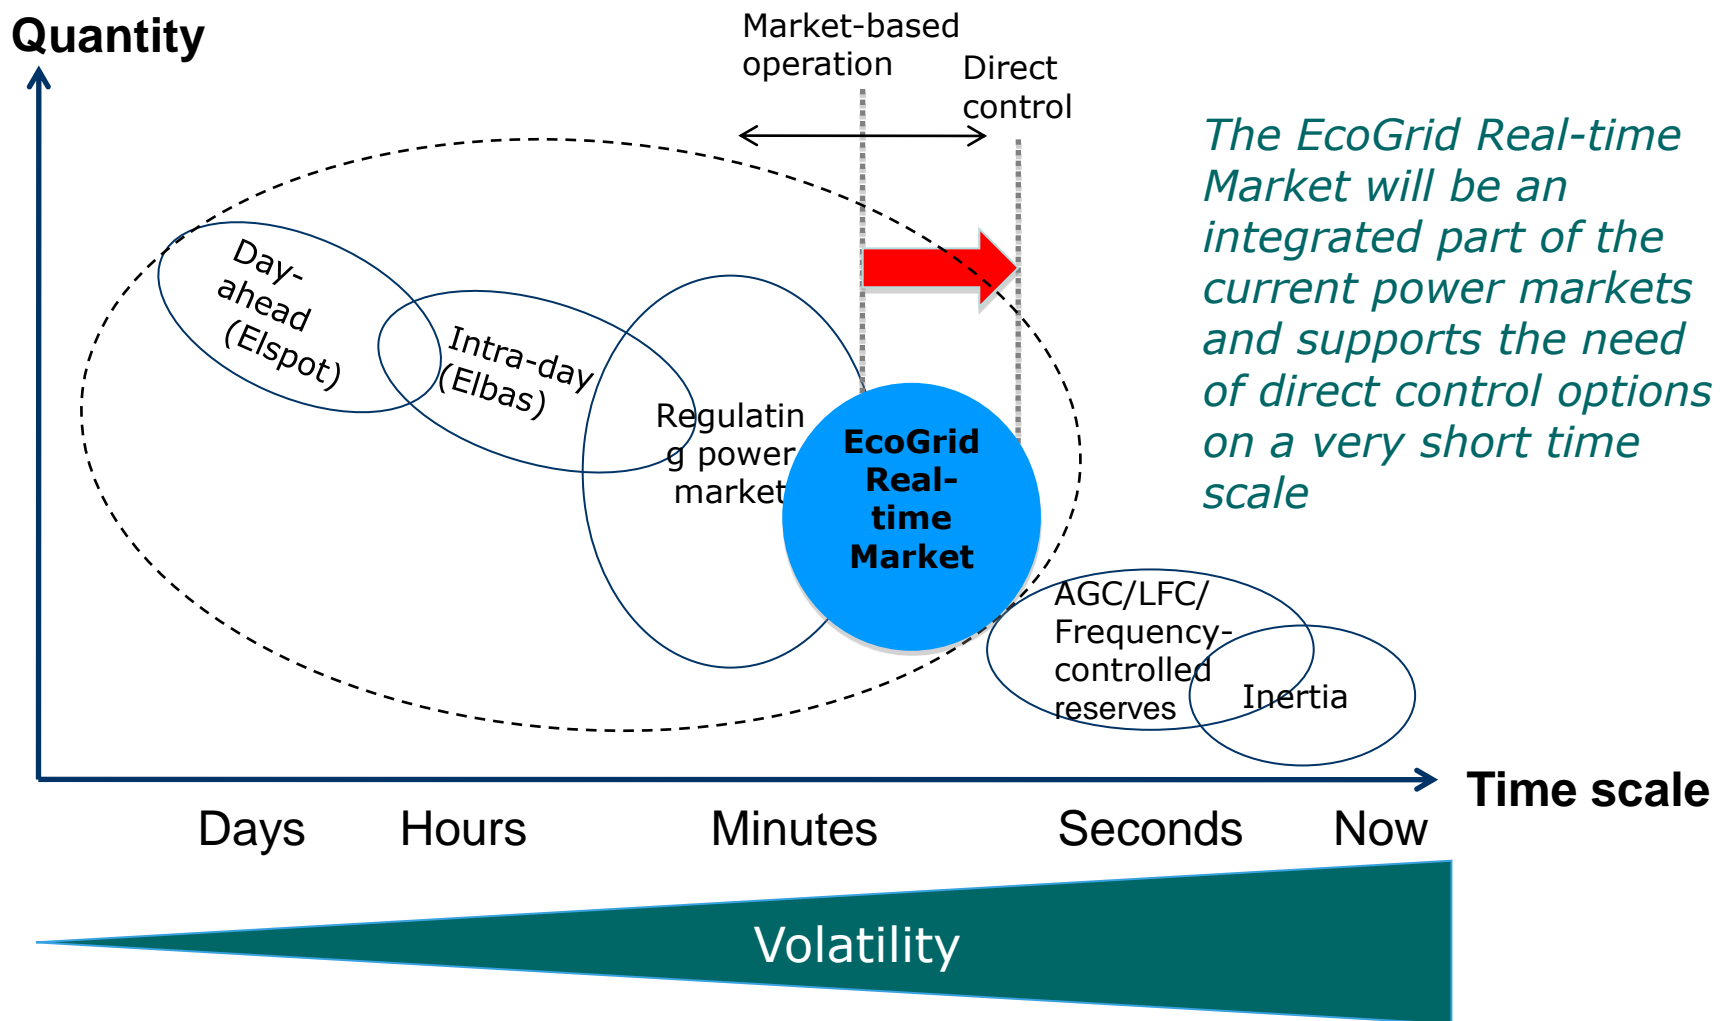 Quantity
Market-based
operation
Direct
control
The EcoGrid Real-time
Market will be an
integrated part of the
current power markets
and supports the need
of direct control options
on a very short time
scale
Day-
ahead
(Elspot)
Intra-day
(Elbas)
Regulatin
g power
market
EcoGrid
Real-
time
Market
AGC/LFC/
Frequency-
controlled
reserves
Inertia
Time scale
Days Hours Minutes Seconds Now
Volatility